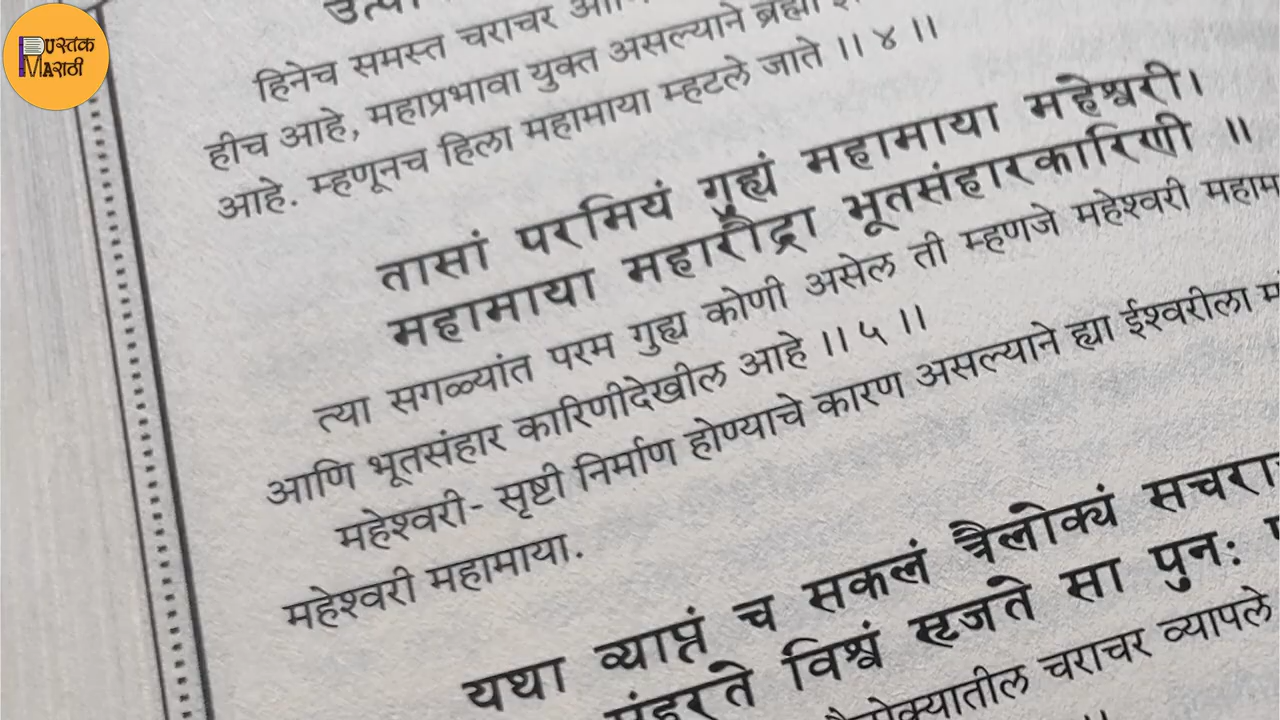 पुस्तक
मराठी
हिनेच समस्त चराचर
हीच आहे, महाप्रभावा युक्त असल्याने ब्रह्मा
आहे. म्हणूनच हिला महामाया म्हटले जाते ।। ४ ।।
तासां परमियं गुह्यं महामाया महेश्वरी।
महामाया महारौद्रा भूतसंहारकारिणी ॥
त्या सगळ्यांत परम गुह्य कोणी असेल ती म्हणजे महेश्वरी
आणि भूतसंहार कारिणीदेखील आहे ।। ५ ।।
महेश्वरी- सृष्टी निर्माण होण्याचे कारण असल्याने ह्या ईश्वरीला
महेश्वरी महामाया.
यथा व्याप्तं च सकलं त्रैलोक्यं
विश्वं सृजते सा पुनः
चराचर व्यापले